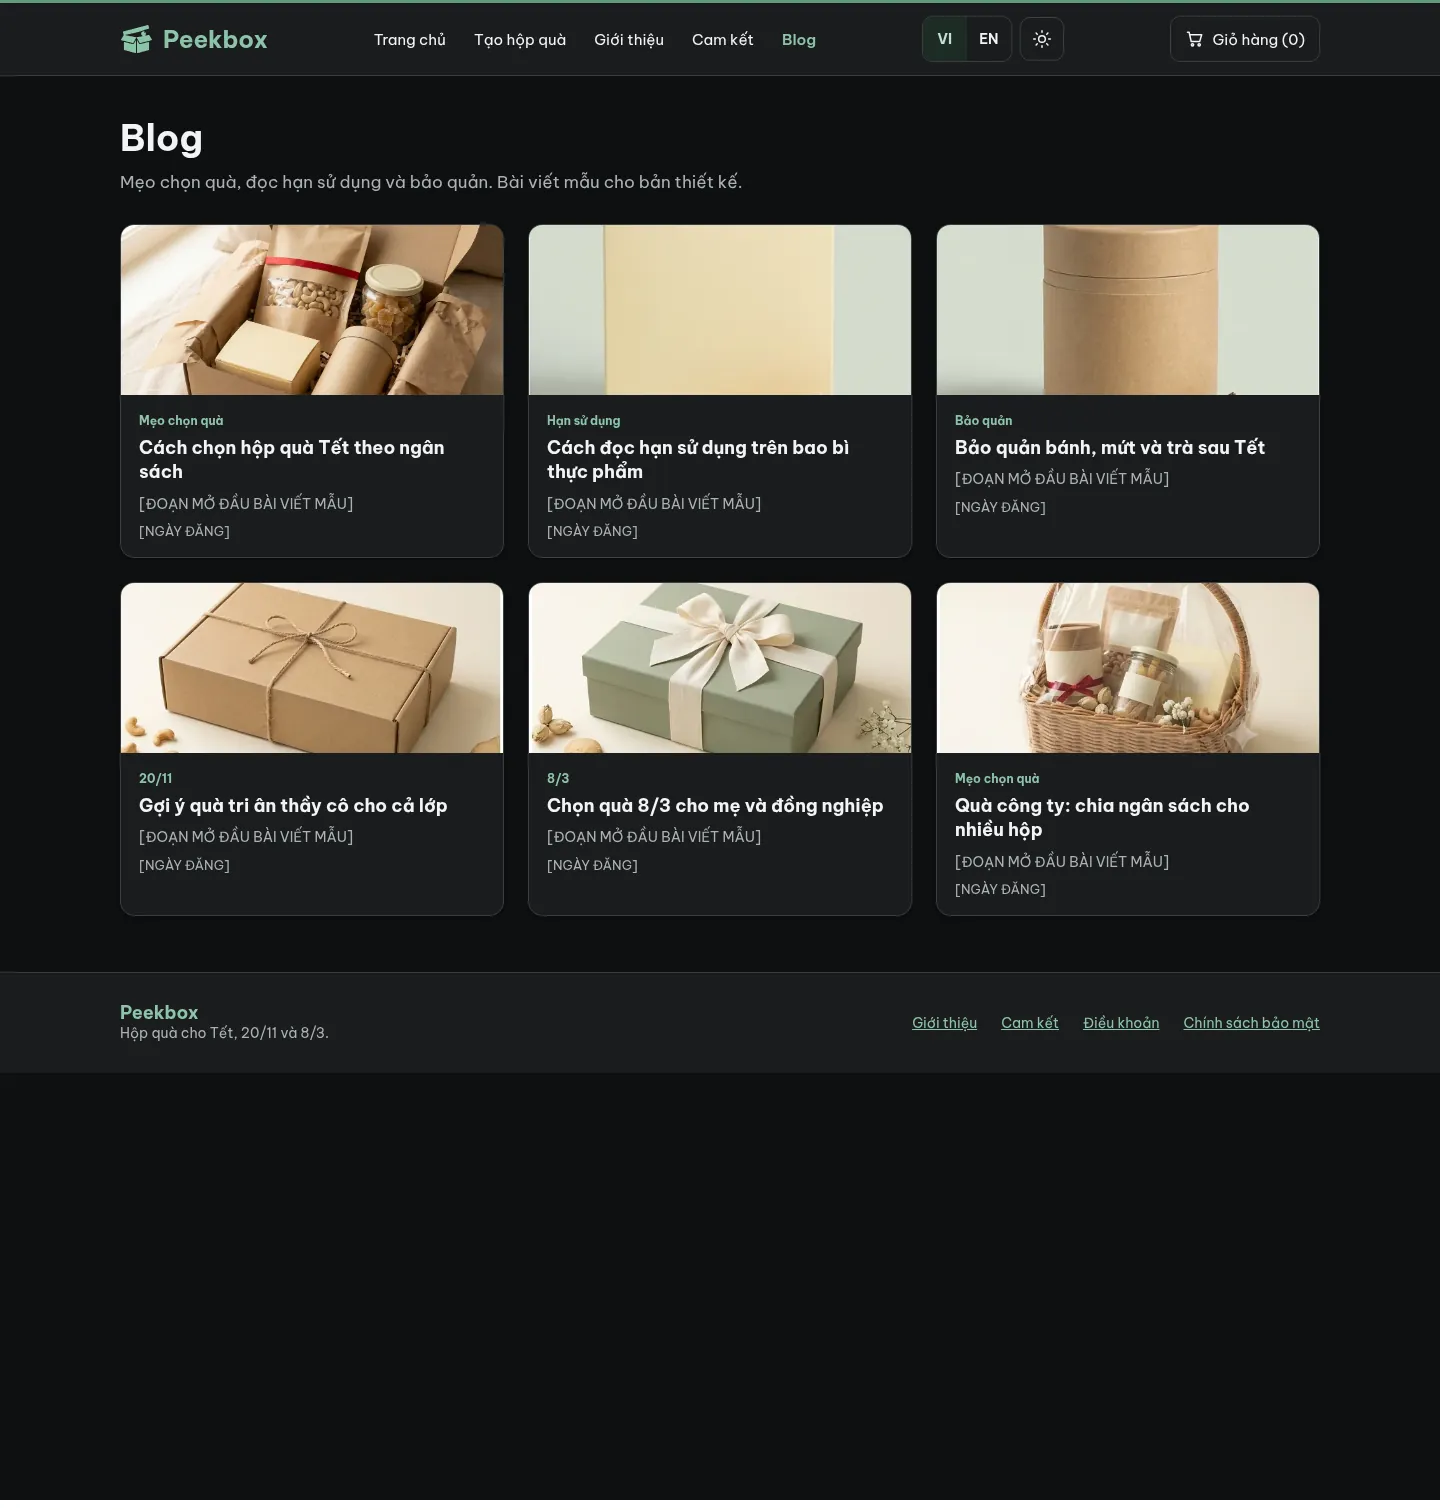 Peekbox
Trang chủ
Tạo hộp quà
Giới thiệu
Cam kết
Blog
VI
EN
Giỏ hàng (0)
Blog
Mẹo chọn quà, đọc hạn sử dụng và bảo quản. Bài viết mẫu cho bản thiết kế.
Mẹo chọn quà
Cách chọn hộp quà Tết theo ngân
sách
[ĐOẠN MỞ ĐẦU BÀI VIẾT MẪU]
[NGÀY ĐĂNG]
Hạn sử dụng
Cách đọc hạn sử dụng trên bao bì
thực phẩm
[ĐOẠN MỞ ĐẦU BÀI VIẾT MẪU]
[NGÀY ĐĂNG]
Bảo quản
Bảo quản bánh, mứt và trà sau Tết
[ĐOẠN MỞ ĐẦU BÀI VIẾT MẪU]
[NGÀY ĐĂNG]
20/11
Gợi ý quà tri ân thầy cô cho cả lớp
[ĐOẠN MỞ ĐẦU BÀI VIẾT MẪU]
[NGÀY ĐĂNG]
8/3
Chọn quà 8/3 cho mẹ và đồng nghiệp
[ĐOẠN MỞ ĐẦU BÀI VIẾT MẪU]
[NGÀY ĐĂNG]
Mẹo chọn quà
Quà công ty: chia ngân sách cho
nhiều hộp
[ĐOẠN MỞ ĐẦU BÀI VIẾT MẪU]
[NGÀY ĐĂNG]
Peekbox
Hộp quà cho Tết, 20/11 và 8/3.
Giới thiệu
Cam kết
Điều khoản
Chính sách bảo mật